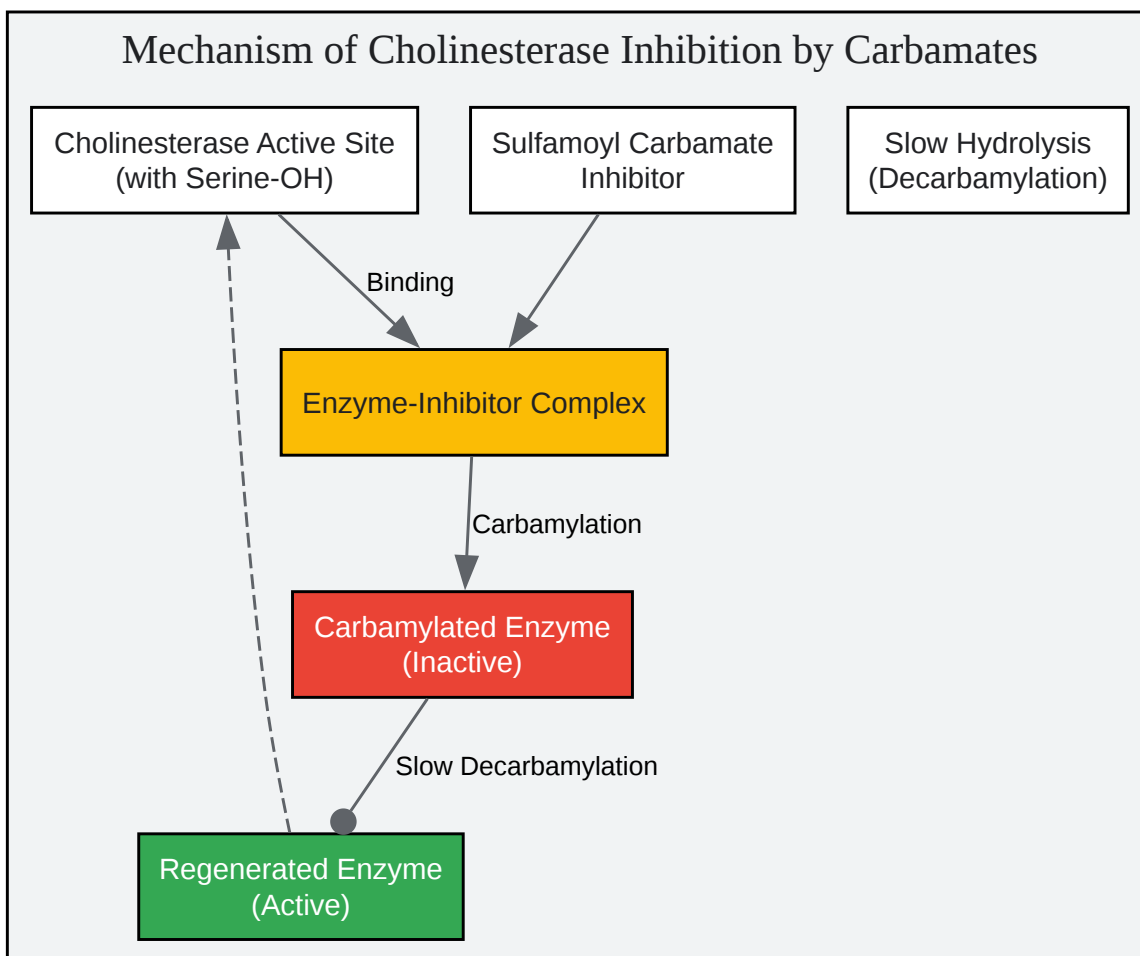 Mechanism of Cholinesterase Inhibition by Carbamates
Cholinesterase Active Site
(with Serine-OH)
Sulfamoyl Carbamate
Inhibitor
Slow Hydrolysis
(Decarbamylation)
Binding
Enzyme-Inhibitor Complex
Carbamylation
Carbamylated Enzyme
(Inactive)
Slow Decarbamylation
Regenerated Enzyme
(Active)